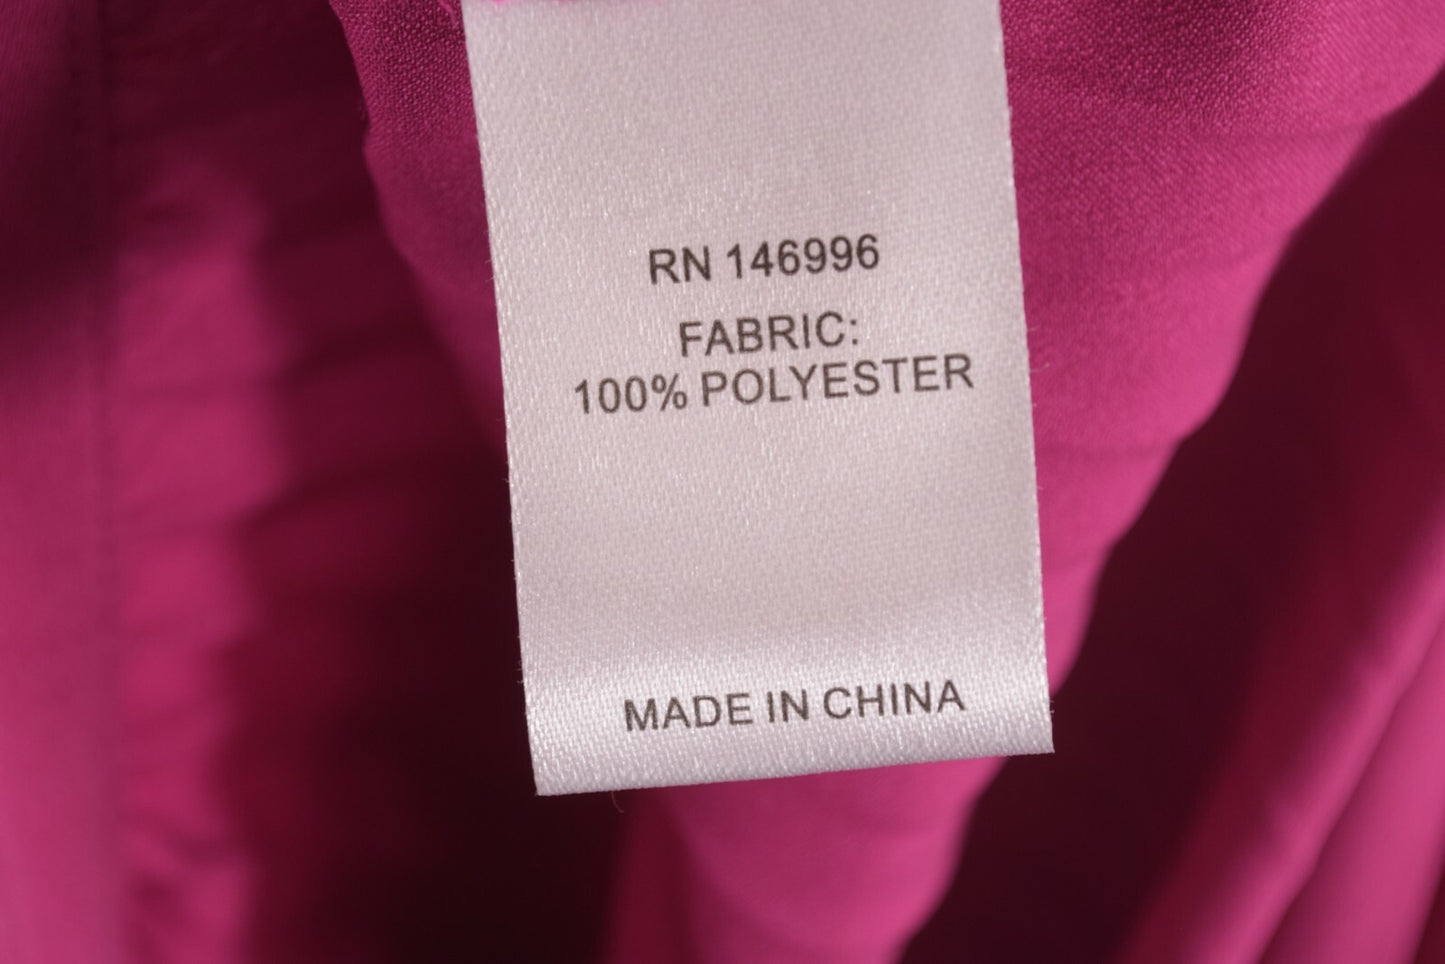 RN 146996
FABRIC:
100% POLYESTER
MADE IN CHINA